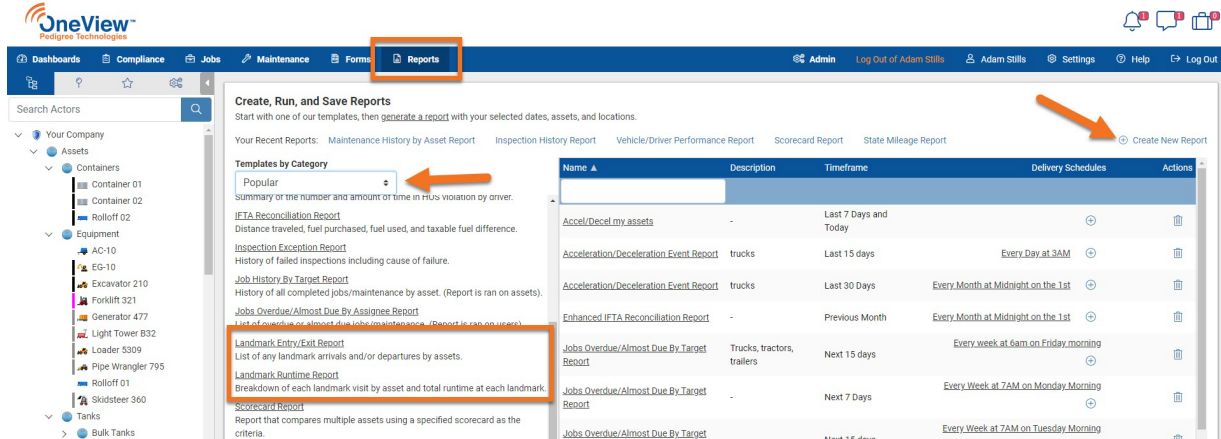 OneView™
Pedigree Technologies
1
1
0
Dashboards
Compliance
Jobs
Maintenance
Forms
Reports
Admin
Log Out of Adam Stills
Adam Stills
Settings
Help
Log Out
Search Actors
Your Company
Assets
Containers
Container 01
Container 02
Rolloff 02
Equipment
AC-10
EG-10
Excavator 210
Forklift 321
Generator 477
Light Tower B32
Loader 5309
Pipe Wrangler 795
Rolloff 01
Skidsteer 360
Tanks
Bulk Tanks
Create, Run, and Save Reports
Start with one of our templates, then generate a report with your selected dates, assets, and locations.
Your Recent Reports: Maintenance History by Asset Report Inspection History Report Vehicle/Driver Performance Report Scorecard Report State Mileage Report
Create New Report
Templates by Category
Popular
Summary of the number and amount of time in HOS violation by driver.
IFTA Reconciliation Report
Distance traveled, fuel purchased, fuel used, and taxable fuel difference.
Inspection Exception Report
History of failed inspections including cause of failure.
Job History By Target Report
History of all completed jobs/maintenance by asset. (Report is ran on assets).
Jobs Overdue/Almost Due By Assignee Report
List of overdue or almost due jobs/maintenance. (Report is ran on users)
Landmark Entry/Exit Report
List of any landmark arrivals and/or departures by assets.
Landmark Runtime Report
Breakdown of each landmark visit by asset and total runtime at each landmark.
Scorecard Report
Report that compares multiple assets using a specified scorecard as the
criteria.
Name ▲ Description Timeframe Delivery Schedules Actions
Accel/Decel my assets - Last 7 Days and
Today
Acceleration/Deceleration Event Report trucks Last 15 days Every Day at 3AM
Acceleration/Deceleration Event Report trucks Last 30 Days Every Month at Midnight on the 1st
Enhanced IFTA Reconciliation Report - Previous Month Every Month at Midnight on the 1st
Jobs Overdue/Almost Due By Target
Report
Trucks, tractors,
trailers
Next 15 days
Every week at 6am on Friday morning
Jobs Overdue/Almost Due By Target
Report
-
Next 7 Days
Every Week at 7AM on Monday Morning
Jobs Overdue/Almost Due By Target
Next 15 days
Every Week at 7AM on Tuesday Morning